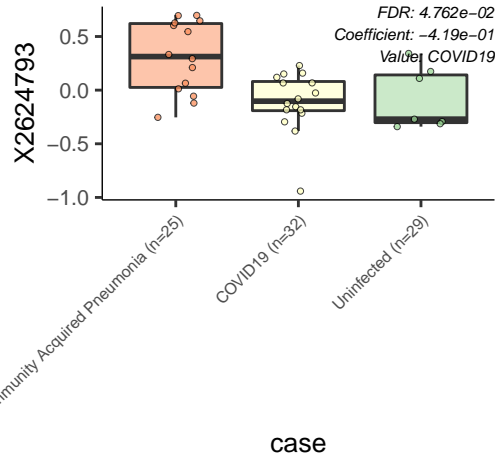 FDR: 4.762e−02
Coefficient: −4.19e−01
Value: COVID19
X2624793
0.5
0.0
−0.5
−1.0
Acquired Pneumonia (n=25)
COVID19 (n=32)
Uninfected (n=29)
case